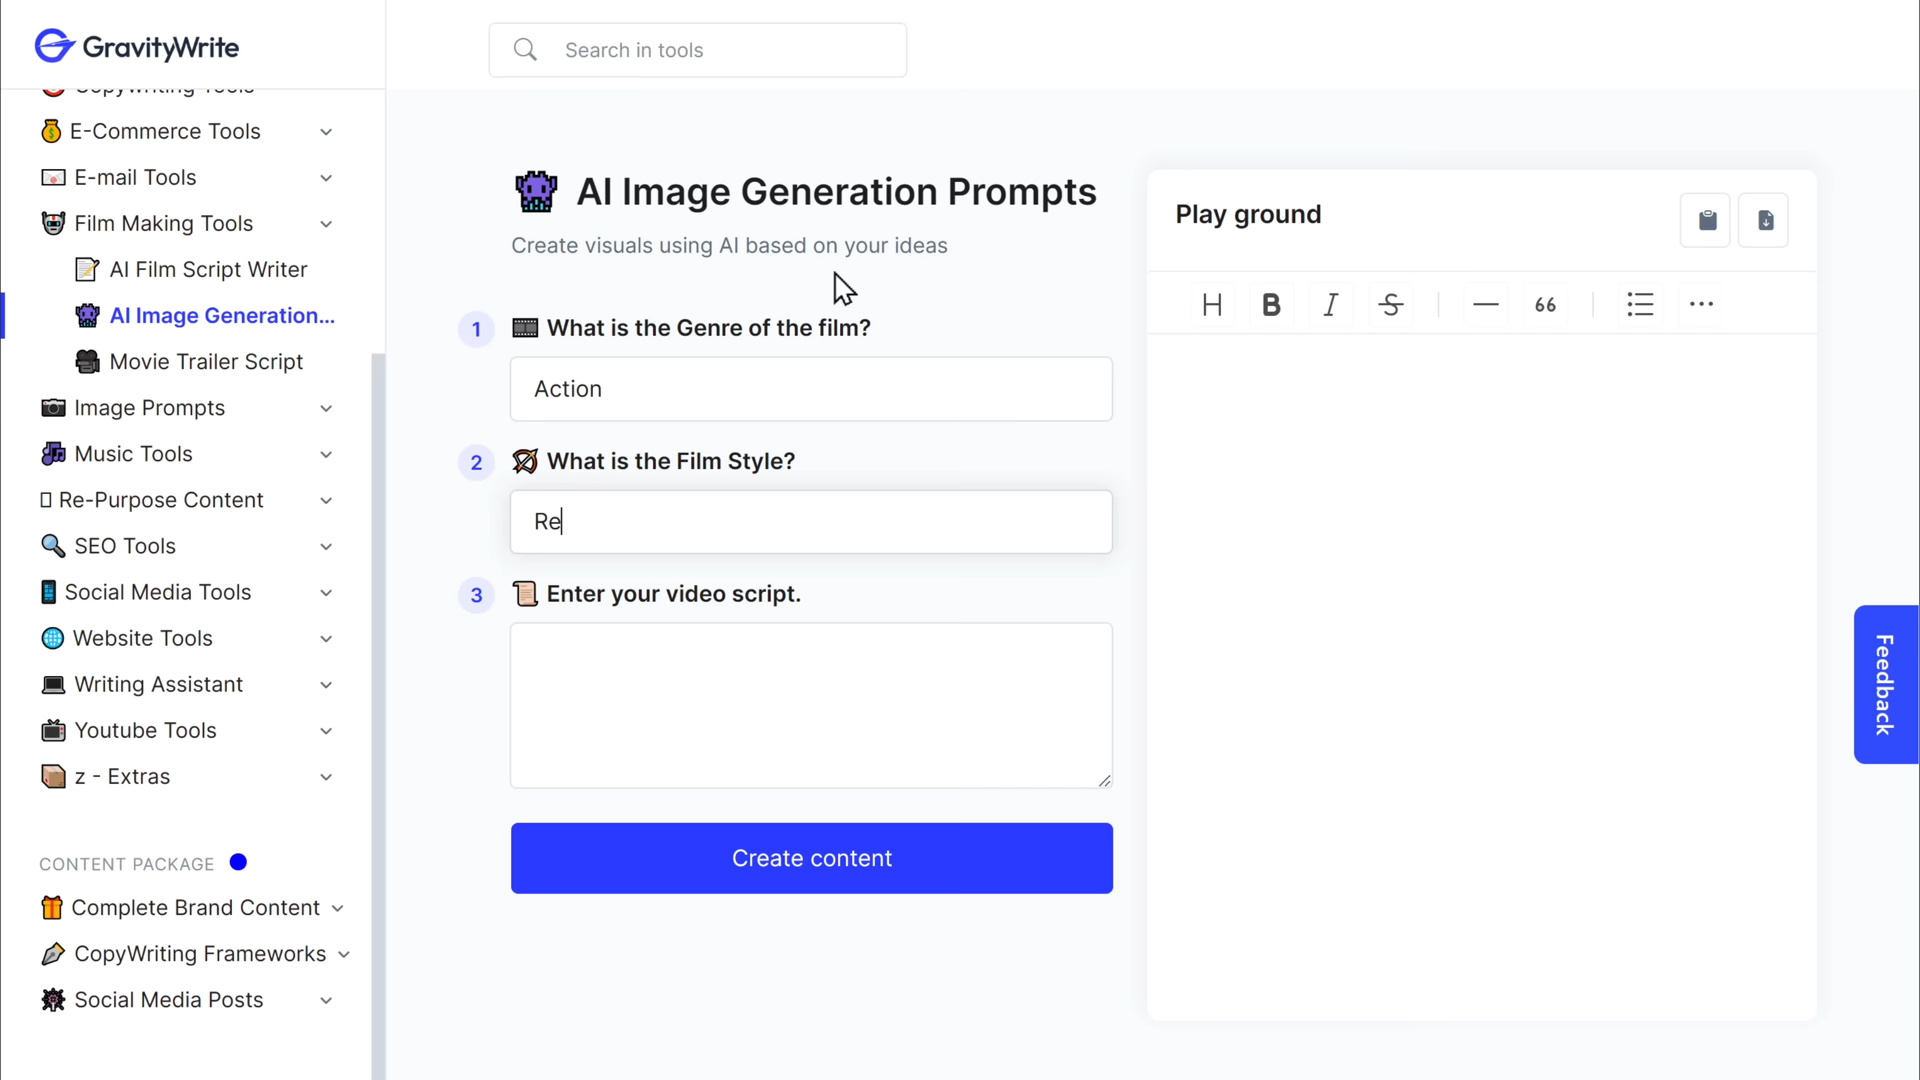 GravityWrite
Search in tools
Copywriting Tools
E-Commerce Tools
E-mail Tools
Film Making Tools
AI Film Script Writer
AI Image Generation...
Movie Trailer Script
Image Prompts
Music Tools
Re-Purpose Content
SEO Tools
Social Media Tools
Website Tools
Writing Assistant
Youtube Tools
z - Extras
CONTENT PACKAGE
Complete Brand Content
CopyWriting Frameworks
Social Media Posts
AI Image Generation Prompts
Create visuals using AI based on your ideas
1 What is the Genre of the film?
Action
2 What is the Film Style?
Re
3 Enter your video script.
Create content
Play ground
H B I S 66
Feedback